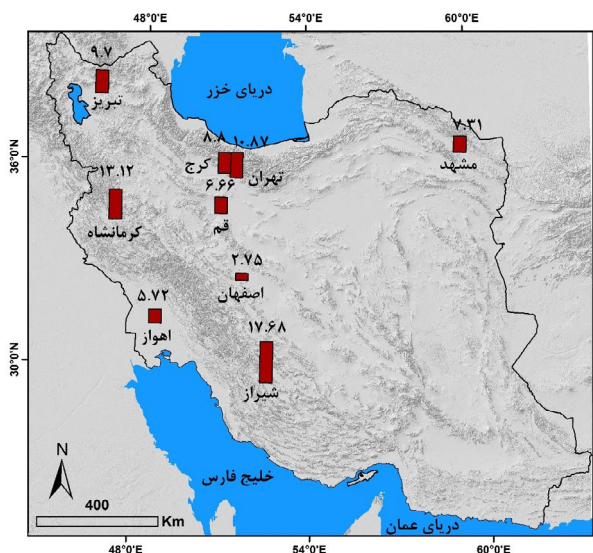 48°0'E 54°0'E 60°0'E
۹.۷
تبریز
دریای خزر
۸.۸
۱۰.۸۷
۷.۳۱
36°0'N
کرج
تهران
مشهد
۱۳.۱۲
۶.۶۶
کرمانشاه
قم
۲.۷۵
اصفهان
۵.۷۲
اهواز
۱۷.۶۸
30°0'N
شیراز
N
خلیج فارس
400
Km
دریای عمان
48°0'E 54°0'E 60°0'E